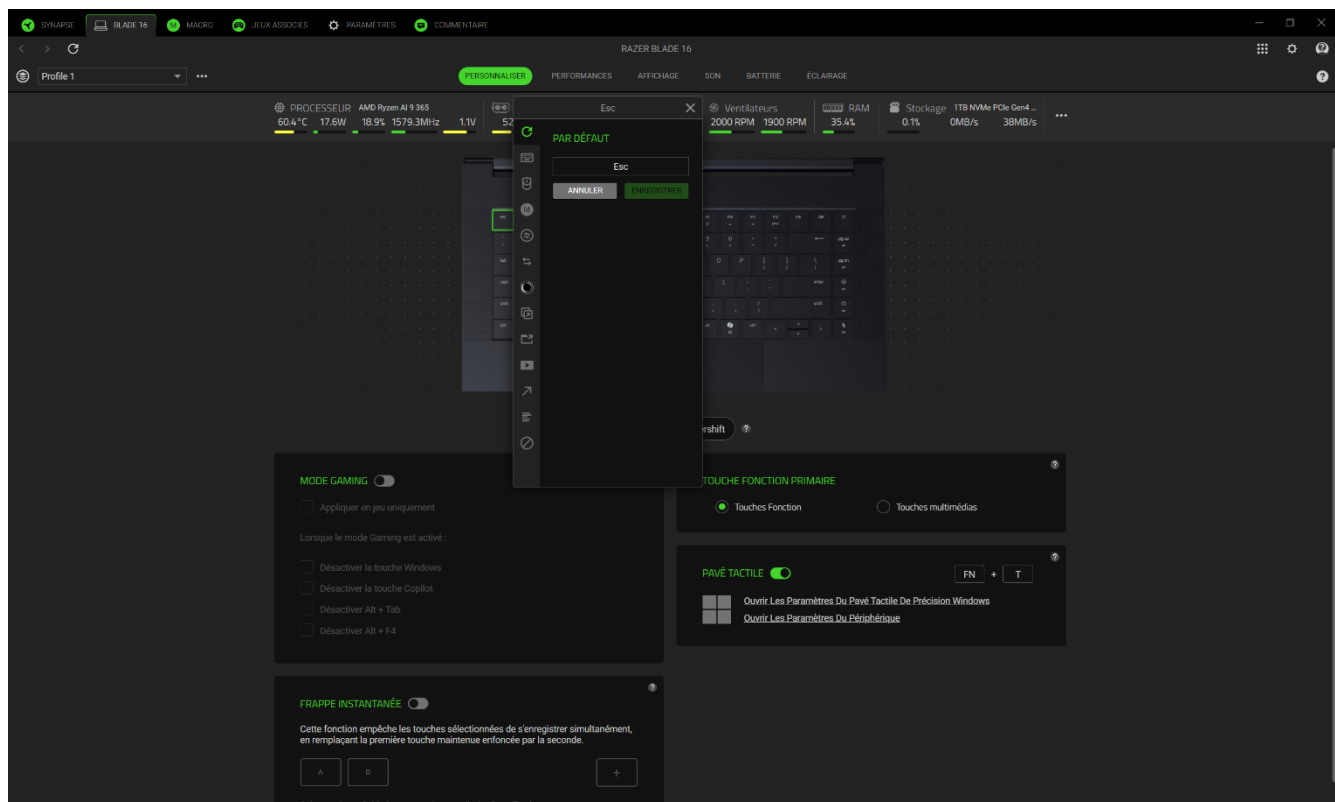 SYNAPSE BLADE 16 MACRO JEUX ASSOCIÉS PARAMÈTRES COMMENTAIRE
RAZER BLADE 16
Profile 1 PERSONNALISER PERFORMANCES AFFICHAGE SON BATTERIE ÉCLAIRAGE
PROCESSEUR AMD Ryzen AI 9 365
60.4°C 17.6W 18.9% 1579.3MHz 1.1V 52
Ventilateurs
2000 RPM 1900 RPM
RAM
35.4%
Stockage 1TB NVMe PCIe Gen4 ...
0.1% 0MB/s 38MB/s
Esc
PAR DÉFAUT
Esc
ANNULER ENREGISTRER
ershift
MODE GAMING
Appliquer en jeu uniquement
Lorsque le mode Gaming est activé :
Désactiver la touche Windows
Désactiver la touche Copilot
Désactiver Alt + Tab
Désactiver Alt + F4
TOUCHE FONCTION PRIMAIRE
Touches Fonction Touches multimédias
PAVÉ TACTILE FN + T
Ouvrir Les Paramètres Du Pavé Tactile De Précision Windows
Ouvrir Les Paramètres Du Périphérique
FRAPPE INSTANTANÉE
Cette fonction empêche les touches sélectionnées de s'enregistrer simultanément,
en remplaçant la première touche maintenue enfoncée par la seconde.
A D +